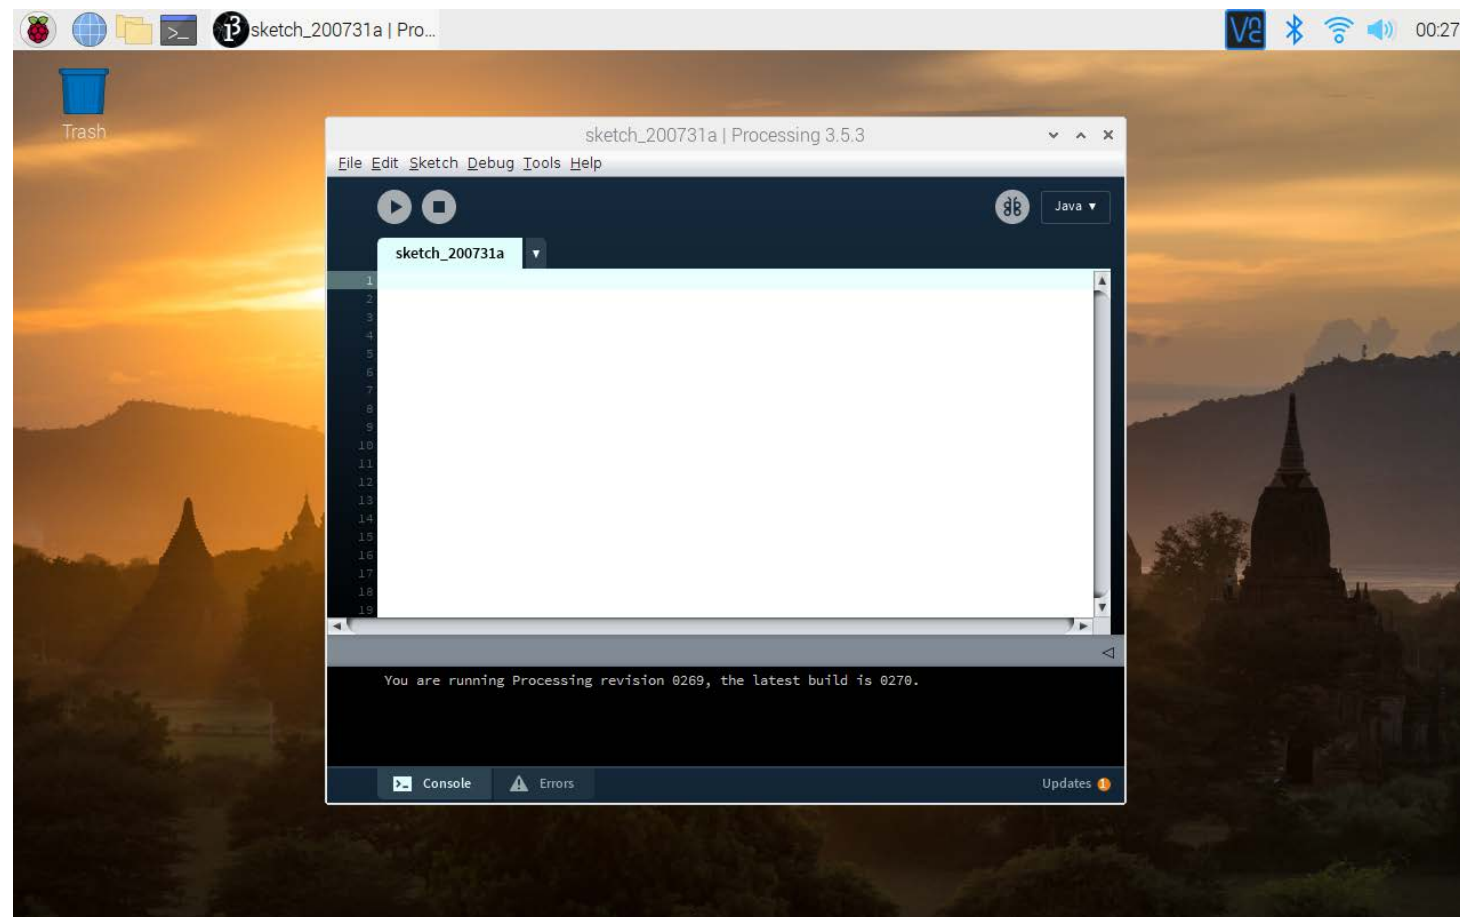 sketch_200731a | Pro...
00:27
Trash
sketch_200731a | Processing 3.5.3
File Edit Sketch Debug Tools Help
Java
sketch_200731a
1
2
3
4
5
6
7
8
9
10
11
12
13
14
15
16
17
18
19
You are running Processing revision 0269, the latest build is 0270.
Console Errors Updates 1